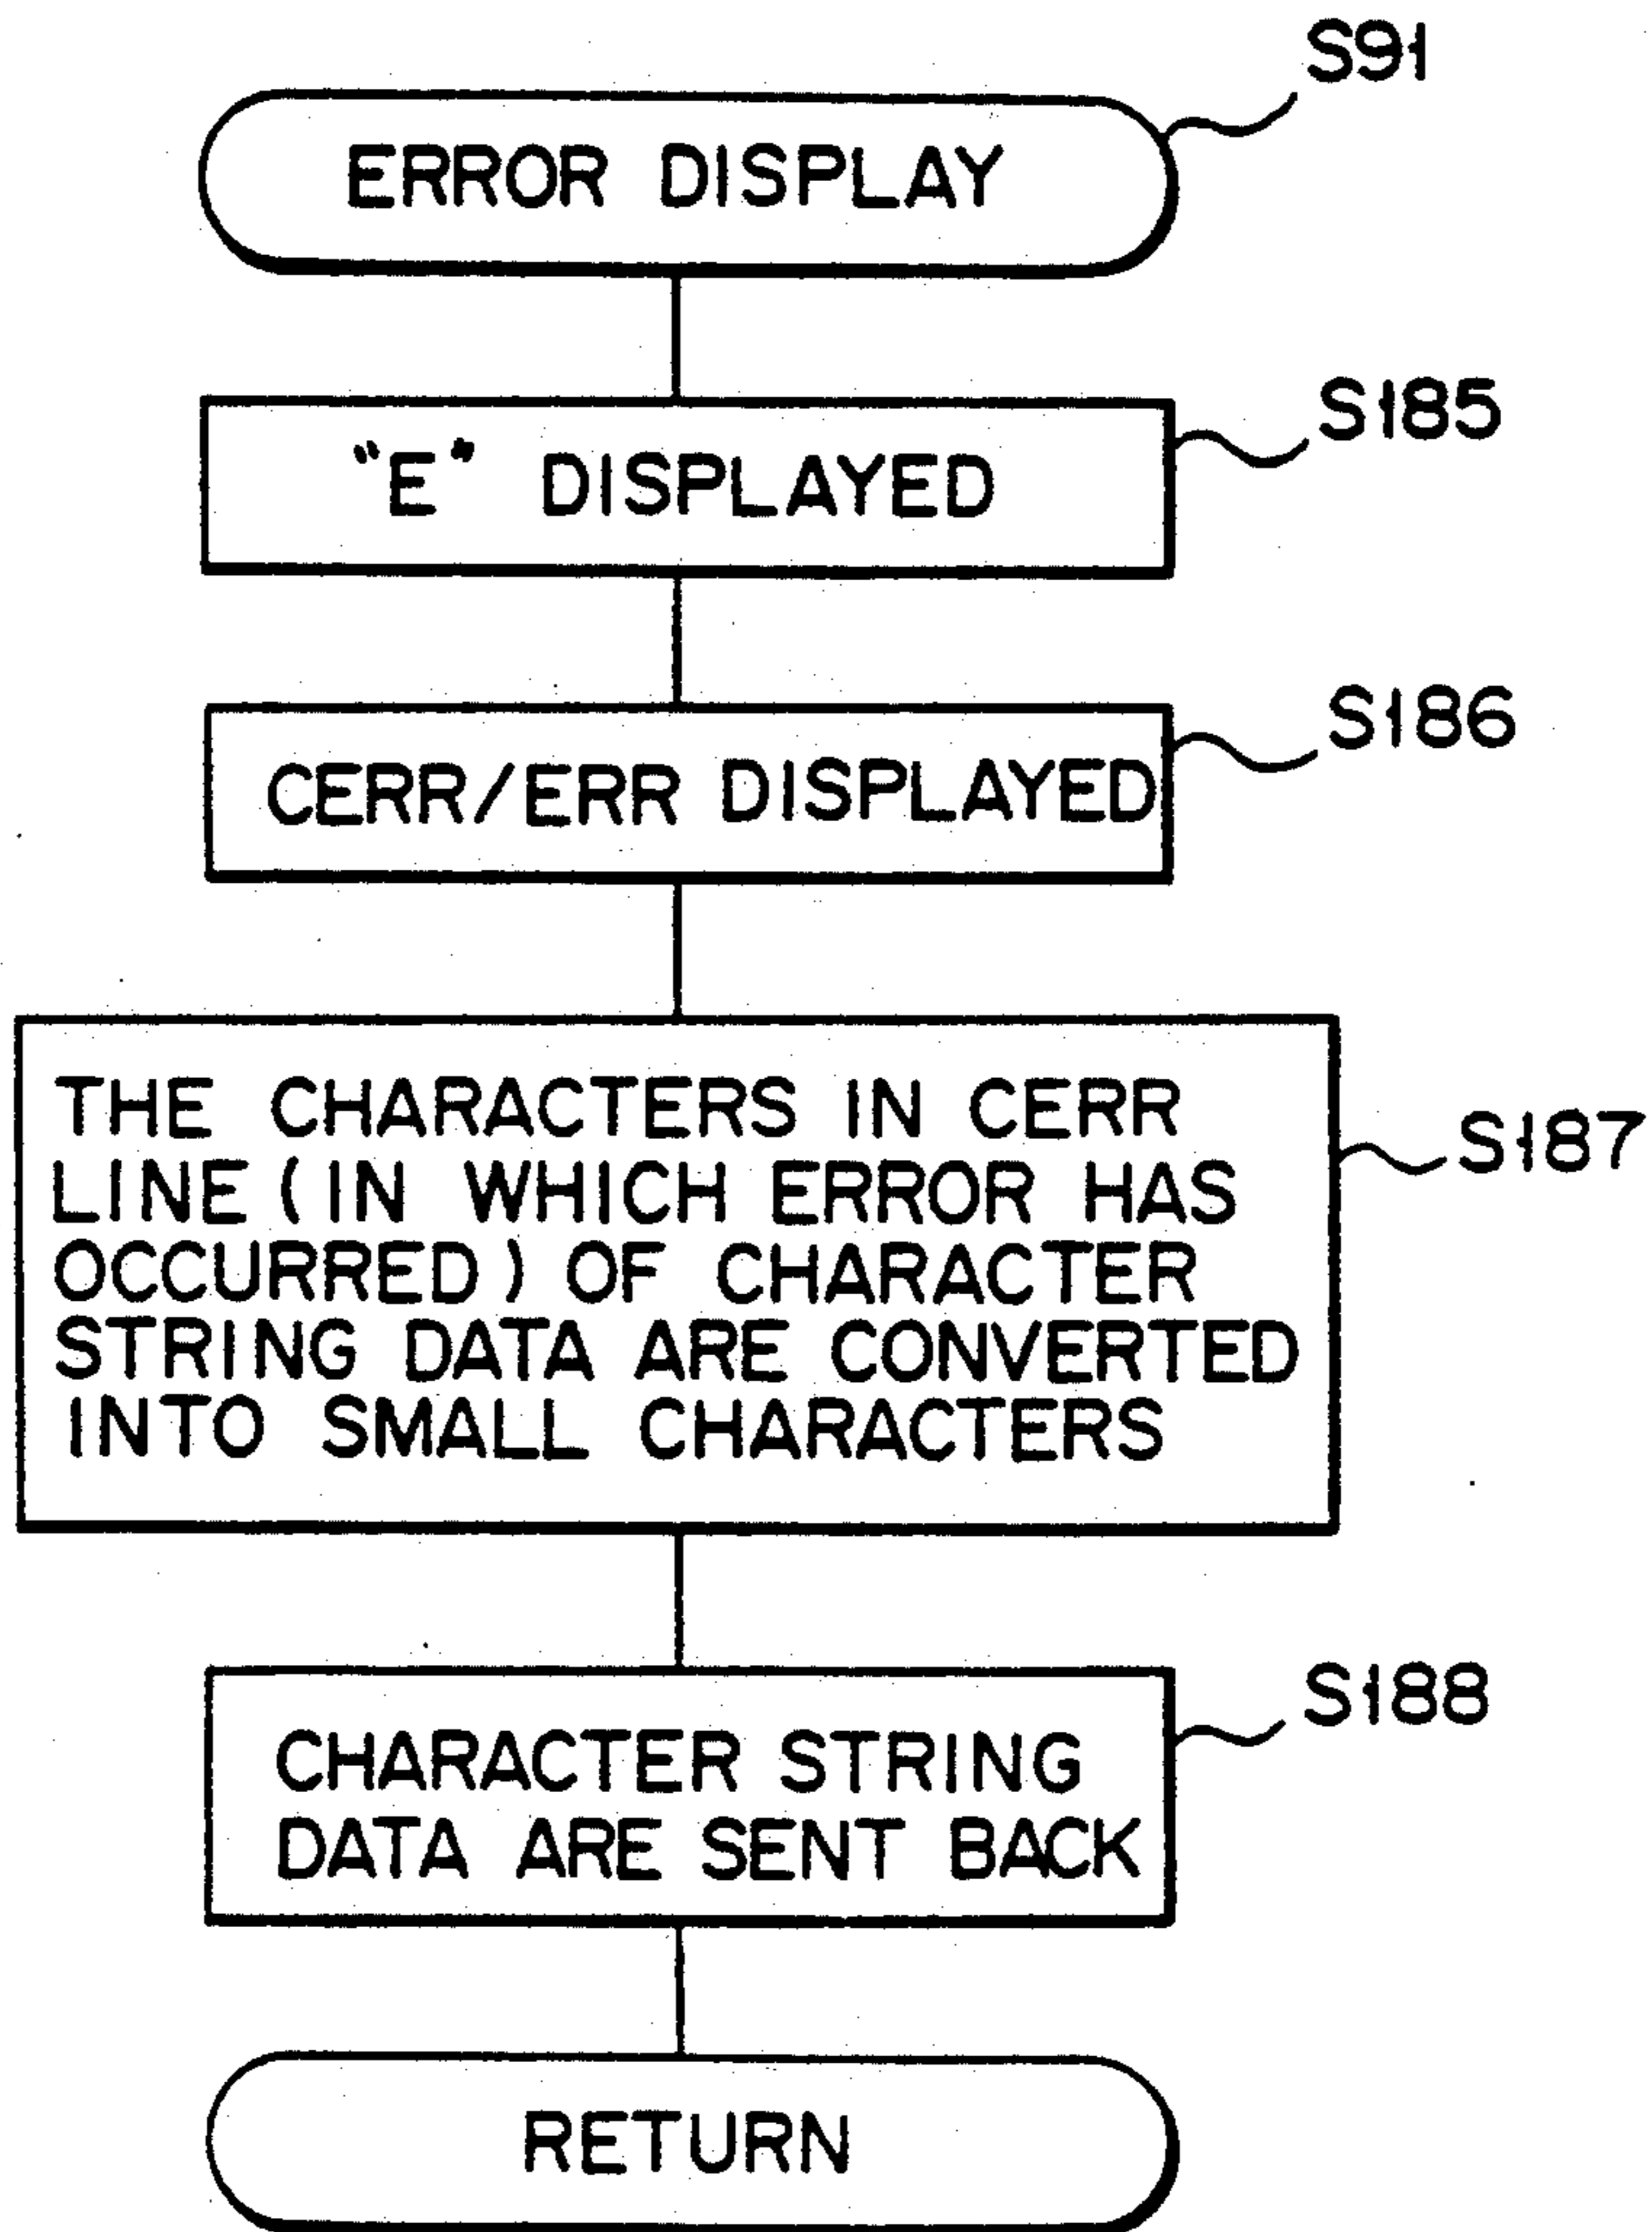 S91
ERROR DISPLAY
S185
"E" DISPLAYED
S186
CERR/ERR DISPLAYED
THE CHARACTERS IN CERR
S187
LINE (IN WHICH ERROR HAS
OCCURRED) OF CHARACTER
STRING DATA ARE CONVERTED
INTO SMALL CHARACTERS
S188
CHARACTER STRING
DATA ARE SENT BACK
RETURN